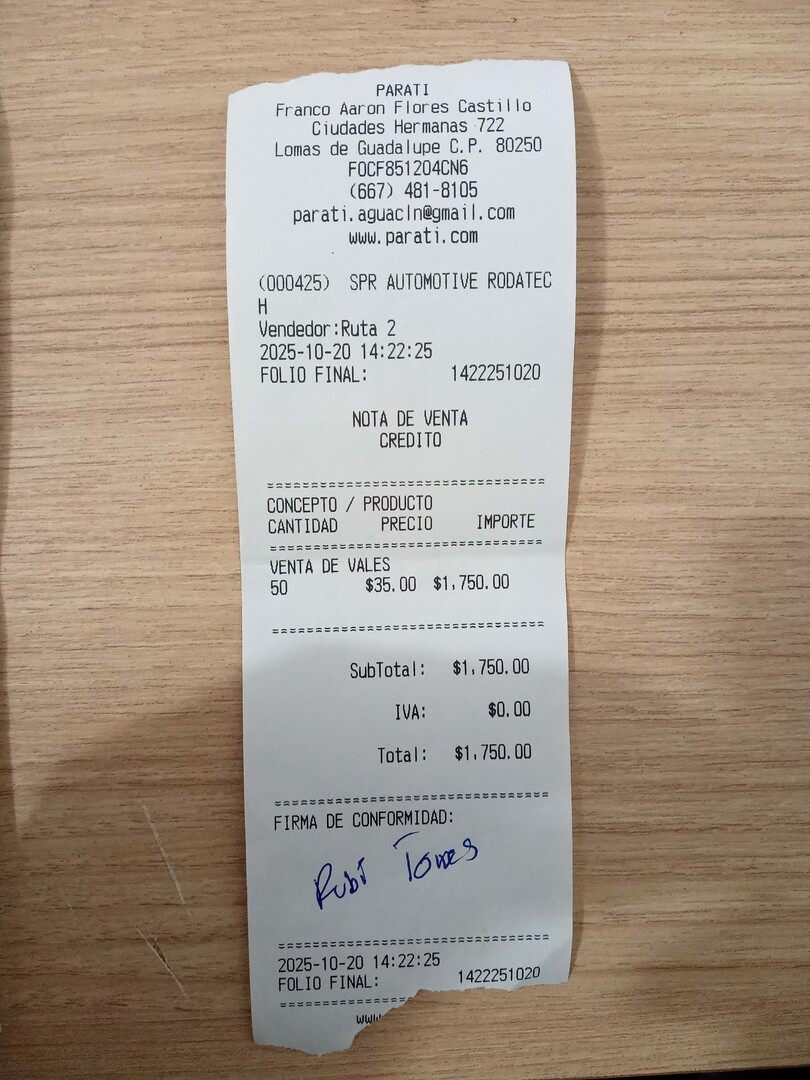 PARATI
Franco Aaron Flores Castillo
Ciudades Hermanas 722
Lomas de Guadalupe C.P. 80250
FOCF851204CN6
(667) 481-8105
parati.aguacln@gmail.com
www.parati.com
(000425) SPR AUTOMOTIVE RODATEC
H
Vendedor:Ruta 2
2025-10-20 14:22:25
FOLIO FINAL: 1422251020
NOTA DE VENTA
CREDITO
================================
CONCEPTO / PRODUCTO
CANTIDAD PRECIO IMPORTE
================================
VENTA DE VALES
50 $35.00 $1,750.00
================================
SubTotal: $1,750.00
IVA: $0.00
Total: $1,750.00
================================
FIRMA DE CONFORMIDAD:
Rubi Torres
================================
2025-10-20 14:22:25
FOLIO FINAL: 1422251020
================================
www